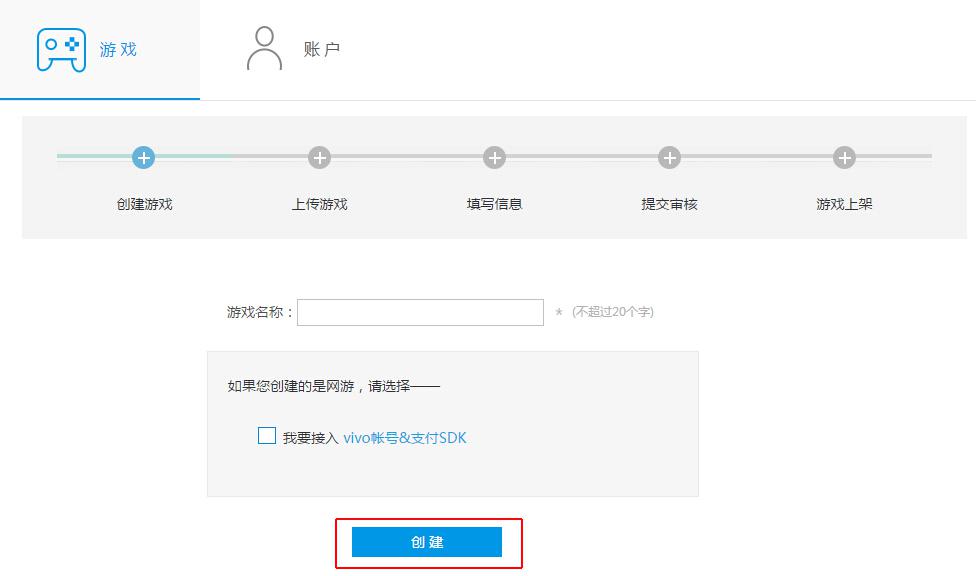 游戏
账户
创建游戏 上传游戏 填写信息 提交审核 游戏上架
游戏名称： * (不超过20个字)
如果您创建的是网游，请选择——
我要接入 vivo帐号&支付SDK
创建